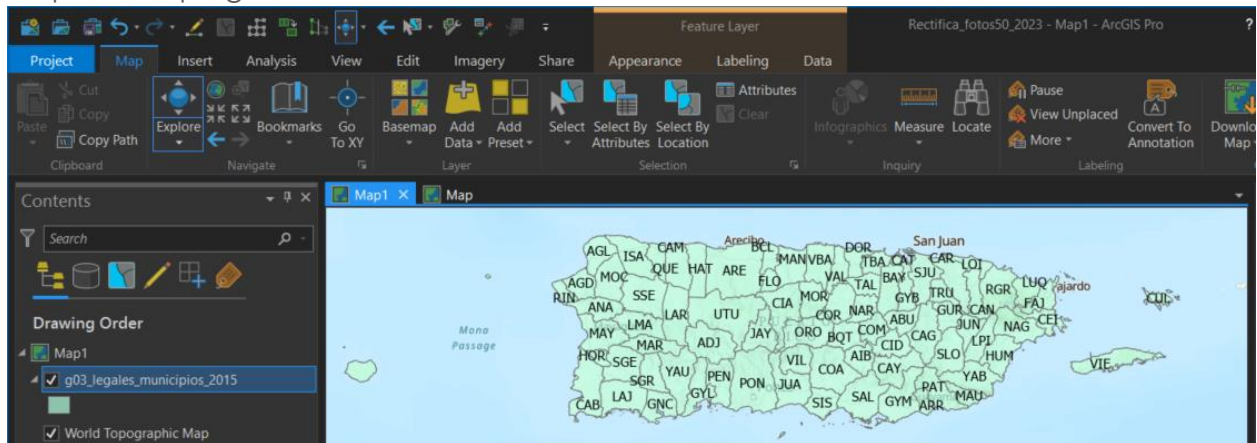 Feature Layer
Rectifica_fotos50_2023 - Map1 - ArcGIS Pro
?
Project Map Insert Analysis View Edit Imagery Share Appearance Labeling Data
Paste
Cut
Copy
Copy Path
Clipboard
Explore
Bookmarks
Go To XY
Navigate
Basemap
Add Data
Add Preset
Layer
Select
Select By Attributes
Select By Location
Attributes
Clear
Selection
Infographics
Measure
Locate
Inquiry
Pause
View Unplaced
More
Convert To Annotation
Labeling
Map
Contents
Search
Drawing Order
Map1
g03_legales_municipios_2015
World Topographic Map
Map1 Map
Mona
Passage
San Juan
AGL ISA CAM BCL DOR
QUE HAT ARE MAN VBA TBA CAT CAR LOI
AGD MOC FLO VAL TAL BAY SJU LUQ ajardo
RIN SSE CIA MOR GYB TRU RGR FAJ CUL
ANA LAR UTU COR NAR ABU GUR CAN CEI
MAY LMA JAY ORO BQT COM CID CAG JUN NAG
HOR SGE MAR ADJ VIL AIB LPI HUM
SGR YAU PEN PON JUA COA CAY SLO YAB VIE
CAB LAJ GNC GYL SIS SAL GYM PAT ARR MAU